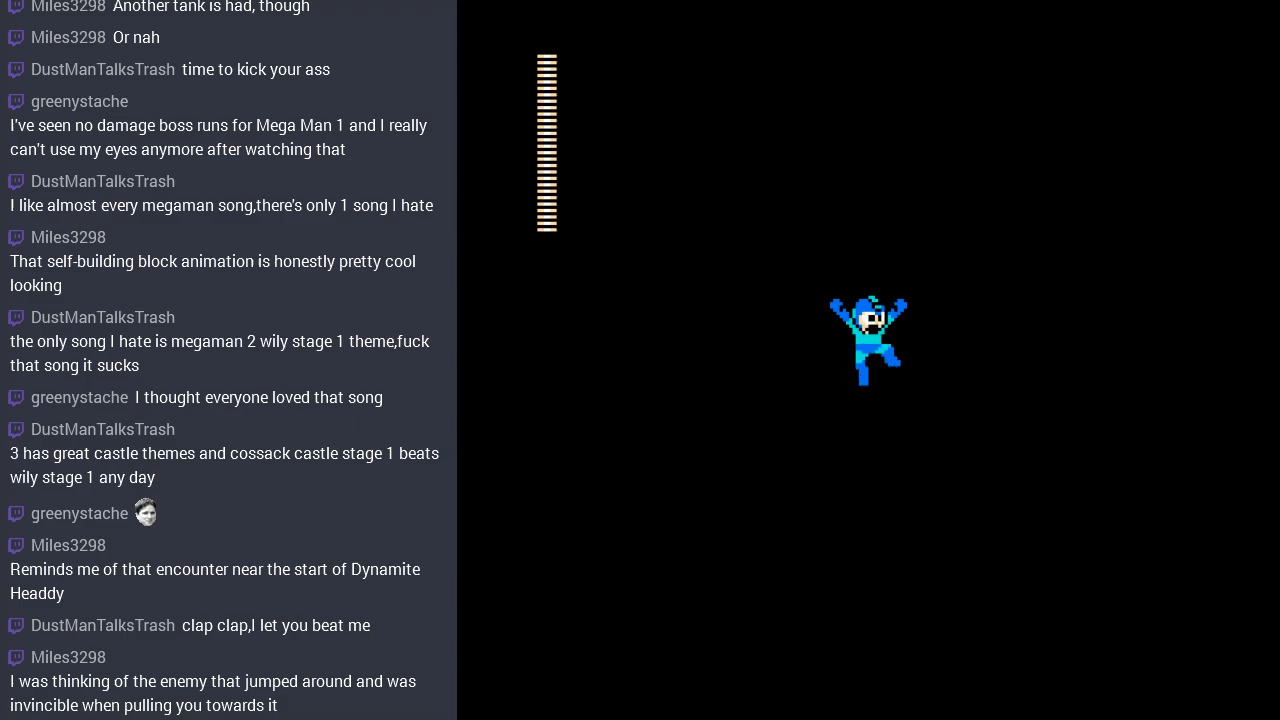 Miles3298 Another tank is had, though
Miles3298 Or nah
DustManTalksTrash time to kick your ass
greenystache
I've seen no damage boss runs for Mega Man 1 and I really
can't use my eyes anymore after watching that
DustManTalksTrash
I like almost every megaman song,there's only 1 song I hate
Miles3298
That self-building block animation is honestly pretty cool
looking
DustManTalksTrash
the only song I hate is megaman 2 wily stage 1 theme,fuck
that song it sucks
greenystache I thought everyone loved that song
DustManTalksTrash
3 has great castle themes and cossack castle stage 1 beats
wily stage 1 any day
greenystache
Miles3298
Reminds me of that encounter near the start of Dynamite
Headdy
DustManTalksTrash clap clap,I let you beat me
Miles3298
I was thinking of the enemy that jumped around and was
invincible when pulling you towards it